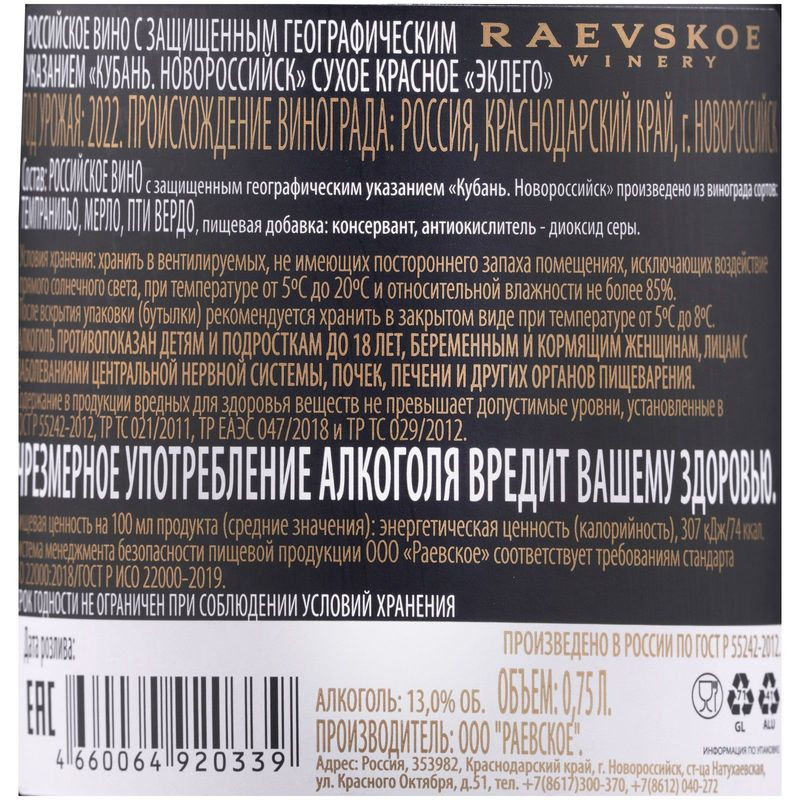 РОССИЙСКОЕ ВИНО С ЗАЩИЩЕННЫМ ГЕОГРАФИЧЕСКИМ
УКАЗАНИЕМ «КУБАНЬ. НОВОРОССИЙСК» СУХОЕ КРАСНОЕ «ЭКЛЕГО»
RAEVSKOE
WINERY
ГОД УРОЖАЯ: 2022. ПРОИСХОЖДЕНИЕ ВИНОГРАДА: РОССИЯ, КРАСНОДАРСКИЙ КРАЙ, г. НОВОРОССИЙСК
Состав: РОССИЙСКОЕ ВИНО с защищенным географическим указанием «Кубань. Новороссийск» произведено из винограда сортов:
ТЕМПРАНИЛЬО, МЕРЛО, ПТИ ВЕРДО, пищевая добавка: консервант, антиокислитель - диоксид серы.
Условия хранения: хранить в вентилируемых, не имеющих постороннего запаха помещениях, исключающих воздействие
прямого солнечного света, при температуре от 5ºС до 20ºС и относительной влажности не более 85%.
После вскрытия упаковки (бутылки) рекомендуется хранить в закрытом виде при температуре от 5ºС до 8ºС.
АЛКОГОЛЬ ПРОТИВОПОКАЗАН ДЕТЯМ И ПОДРОСТКАМ ДО 18 ЛЕТ, БЕРЕМЕННЫМ И КОРМЯЩИМ ЖЕНЩИНАМ, ЛИЦАМ С
ЗАБОЛЕВАНИЯМИ ЦЕНТРАЛЬНОЙ НЕРВНОЙ СИСТЕМЫ, ПОЧЕК, ПЕЧЕНИ И ДРУГИХ ОРГАНОВ ПИЩЕВАРЕНИЯ.
Содержание в продукции вредных для здоровья веществ не превышает допустимые уровни, установленные в
ГОСТ Р 55242-2012, ТР ТС 021/2011, ТР ЕАЭС 047/2018 и ТР ТС 029/2012.
ЧРЕЗМЕРНОЕ УПОТРЕБЛЕНИЕ АЛКОГОЛЯ ВРЕДИТ ВАШЕМУ ЗДОРОВЬЮ.
Пищевая ценность на 100 мл продукта (средние значения): энергетическая ценность (калорийность), 307 кДж/74 ккал.
Система менеджмента безопасности пищевой продукции ООО «Раевское» соответствует требованиям стандарта
ISO 22000:2018/ГОСТ Р ИСО 22000-2019.
СРОК ГОДНОСТИ НЕ ОГРАНИЧЕН ПРИ СОБЛЮДЕНИИ УСЛОВИЙ ХРАНЕНИЯ
Дата розлива:
ПРОИЗВЕДЕНО В РОССИИ ПО ГОСТ Р 55242-2012.
EAC
4 660064 920339
АЛКОГОЛЬ: 13,0% ОБ. ОБЪЕМ: 0,75 Л.
ПРОИЗВОДИТЕЛЬ: ООО "РАЕВСКОЕ".
71
GL
41
ALU
ИНФОРМАЦИЯ ПО УПАКОВКЕ
Адрес: Россия, 353982, Краснодарский край, г. Новороссийск, ст-ца Натухаевская,
ул. Красного Октября, д.51, тел. +7(8617)300-370, +7(8612) 040-272